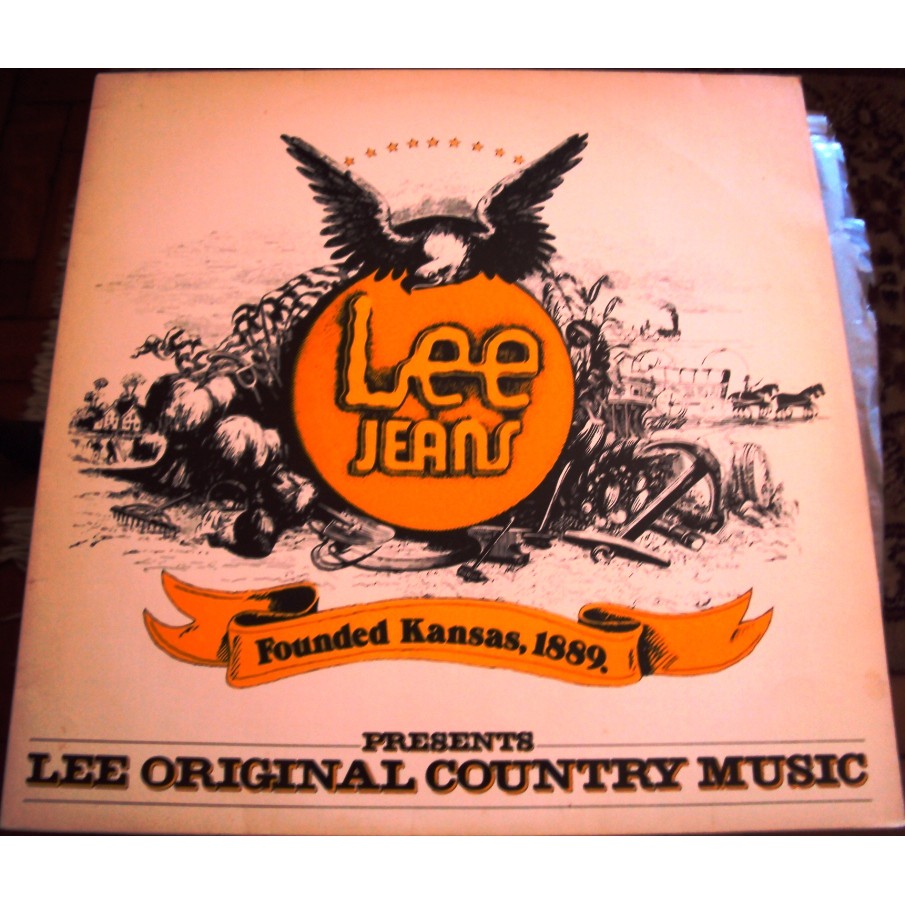 Lee
JEANS
Founded Kansas, 1889.
PRESENTS
LEE ORIGINAL COUNTRY MUSIC